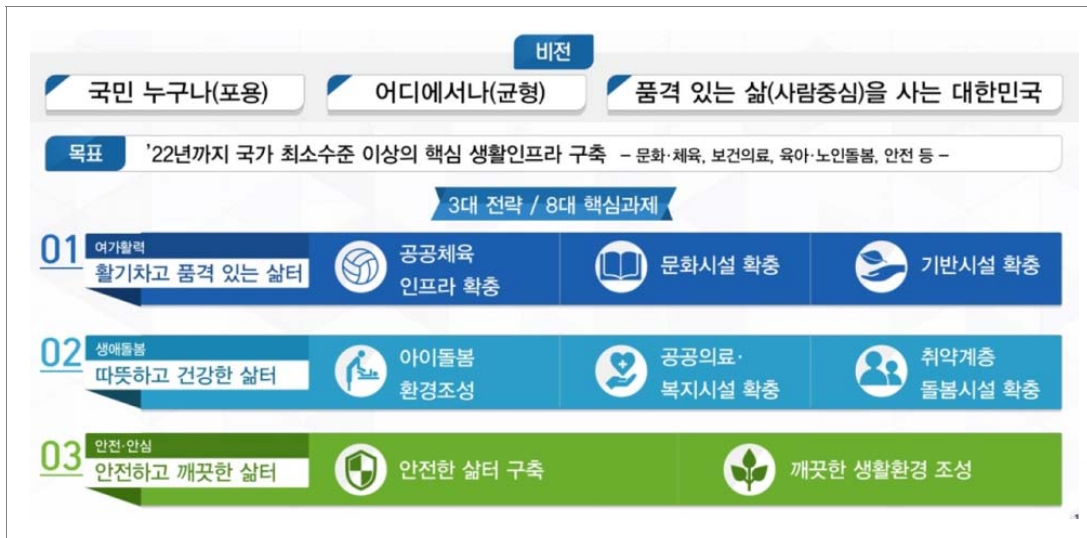 비전
국민 누구나(포용)
어디에서나(균형)
품격 있는 삶(사람중심)을 사는 대한민국
목표
'22년까지 국가 최소수준 이상의 핵심 생활인프라 구축 – 문화·체육, 보건의료, 육아·노인돌봄, 안전 등 –
3대 전략 / 8대 핵심과제
01
여가활력
활기차고 품격 있는 삶터
공공체육
인프라 확충
문화시설 확충
기반시설 확충
02
생애돌봄
따뜻하고 건강한 삶터
아이돌봄
환경조성
공공의료·
복지시설 확충
취약계층
돌봄시설 확충
03
안전·안심
안전하고 깨끗한 삶터
안전한 삶터 구축
깨끗한 생활환경 조성